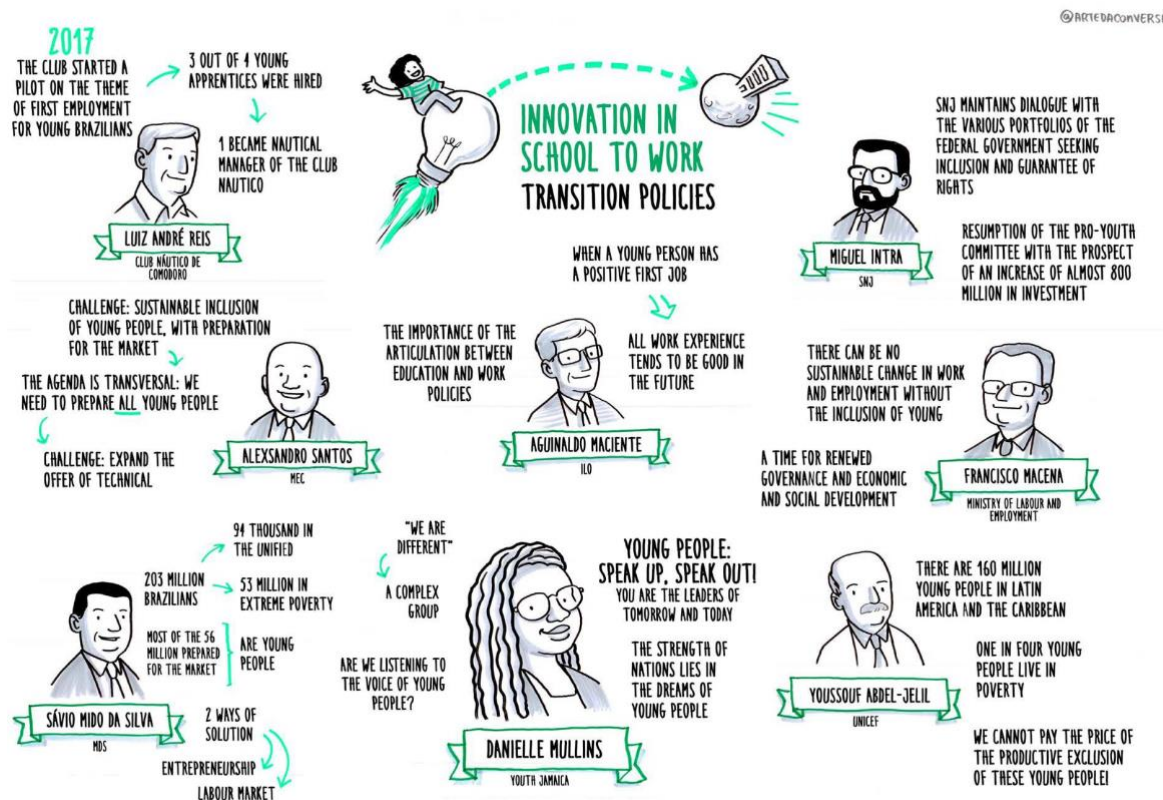 @ARTEDACONVERSA
2017
THE CLUB STARTED A
PILOT ON THE THEME
OF FIRST EMPLOYMENT
FOR YOUNG BRAZILIANS
3 OUT OF 4 YOUNG
APPRENTICES WERE HIRED
1 BECAME NAUTICAL
MANAGER OF THE CLUB
NAUTICO
LUIZ ANDRÉ REIS
CLUB NÁUTICO DE
COMODORO
INNOVATION IN
SCHOOL TO WORK
TRANSITION POLICIES
SNJ MAINTAINS DIALOGUE WITH
THE VARIOUS PORTFOLIOS OF THE
FEDERAL GOVERNMENT SEEKING
INCLUSION AND GUARANTEE OF
RIGHTS
RESUMPTION OF THE PRO-YOUTH
COMMITTEE WITH THE PROSPECT
OF AN INCREASE OF ALMOST 800
MILLION IN INVESTMENT
MIGUEL INTRA
SNJ
CHALLENGE: SUSTAINABLE INCLUSION
OF YOUNG PEOPLE, WITH PREPARATION
FOR THE MARKET
THE AGENDA IS TRANSVERSAL: WE
NEED TO PREPARE ALL YOUNG PEOPLE
CHALLENGE: EXPAND THE
OFFER OF TECHNICAL
ALEXSANDRO SANTOS
MEC
WHEN A YOUNG PERSON HAS
A POSITIVE FIRST JOB
ALL WORK EXPERIENCE
TENDS TO BE GOOD IN
THE FUTURE
THE IMPORTANCE OF THE
ARTICULATION BETWEEN
EDUCATION AND WORK
POLICIES
AGUINALDO MACIENTE
ILO
THERE CAN BE NO
SUSTAINABLE CHANGE IN WORK
AND EMPLOYMENT WITHOUT
THE INCLUSION OF YOUNG
A TIME FOR RENEWED
GOVERNANCE AND ECONOMIC
AND SOCIAL DEVELOPMENT
FRANCISCO MACENA
MINISTRY OF LABOUR AND
EMPLOYMENT
203 MILLION
BRAZILIANS
94 THOUSAND IN
THE UNIFIED
53 MILLION IN
EXTREME POVERTY
MOST OF THE 56
MILLION PREPARED
FOR THE MARKET
ARE YOUNG
PEOPLE
SÁVIO MIDO DA SILVA
MDS
2 WAYS OF
SOLUTION
ENTREPRENEURSHIP
LABOUR MARKET
"WE ARE
DIFFERENT"
A COMPLEX
GROUP
ARE WE LISTENING TO
THE VOICE OF YOUNG
PEOPLE?
YOUNG PEOPLE:
SPEAK UP, SPEAK OUT!
YOU ARE THE LEADERS OF
TOMORROW AND TODAY
THE STRENGTH OF
NATIONS LIES IN
THE DREAMS OF
YOUNG PEOPLE
DANIELLE MULLINS
YOUTH JAMAICA
THERE ARE 160 MILLION
YOUNG PEOPLE IN LATIN
AMERICA AND THE CARIBBEAN
ONE IN FOUR YOUNG
PEOPLE LIVE IN
POVERTY
WE CANNOT PAY THE PRICE OF
THE PRODUCTIVE EXCLUSION
OF THESE YOUNG PEOPLE!
YOUSSOUF ABDEL-JELIL
UNICEF